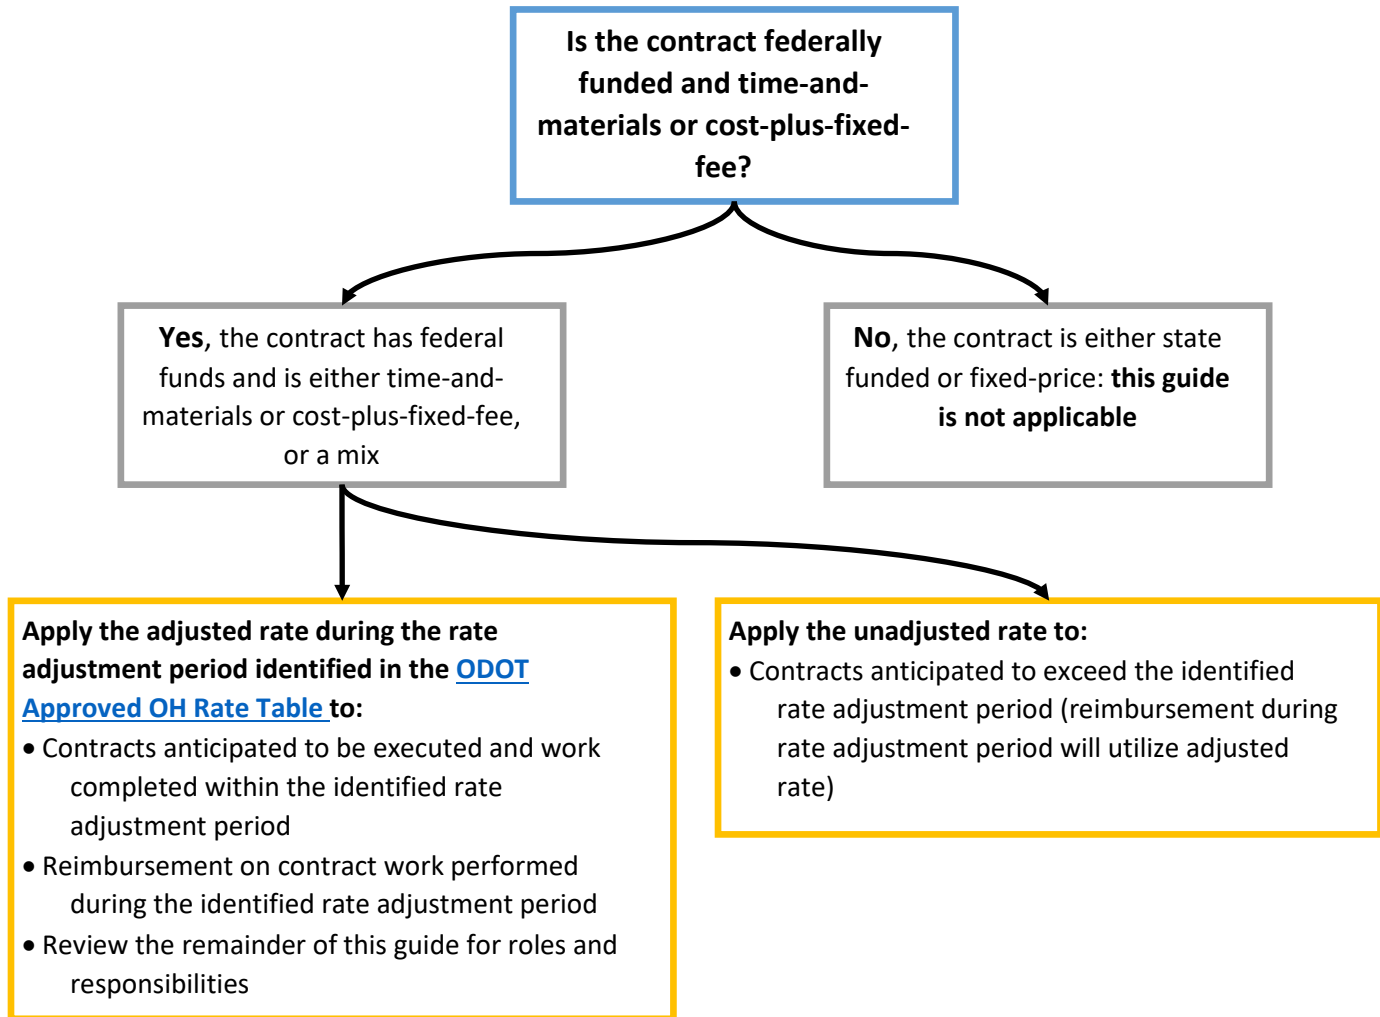 Is the contract federally
funded and time-and-
materials or cost-plus-fixed-
fee?
Yes, the contract has federal
funds and is either time-and-
materials or cost-plus-fixed-fee,
or a mix
No, the contract is either state
funded or fixed-price: this guide
is not applicable
Apply the adjusted rate during the rate
adjustment period identified in the ODOT
Approved OH Rate Table to:
• Contracts anticipated to be executed and work
completed within the identified rate
adjustment period
• Reimbursement on contract work performed
during the identified rate adjustment period
• Review the remainder of this guide for roles and
responsibilities
Apply the unadjusted rate to:
• Contracts anticipated to exceed the identified
rate adjustment period (reimbursement during
rate adjustment period will utilize adjusted
rate)